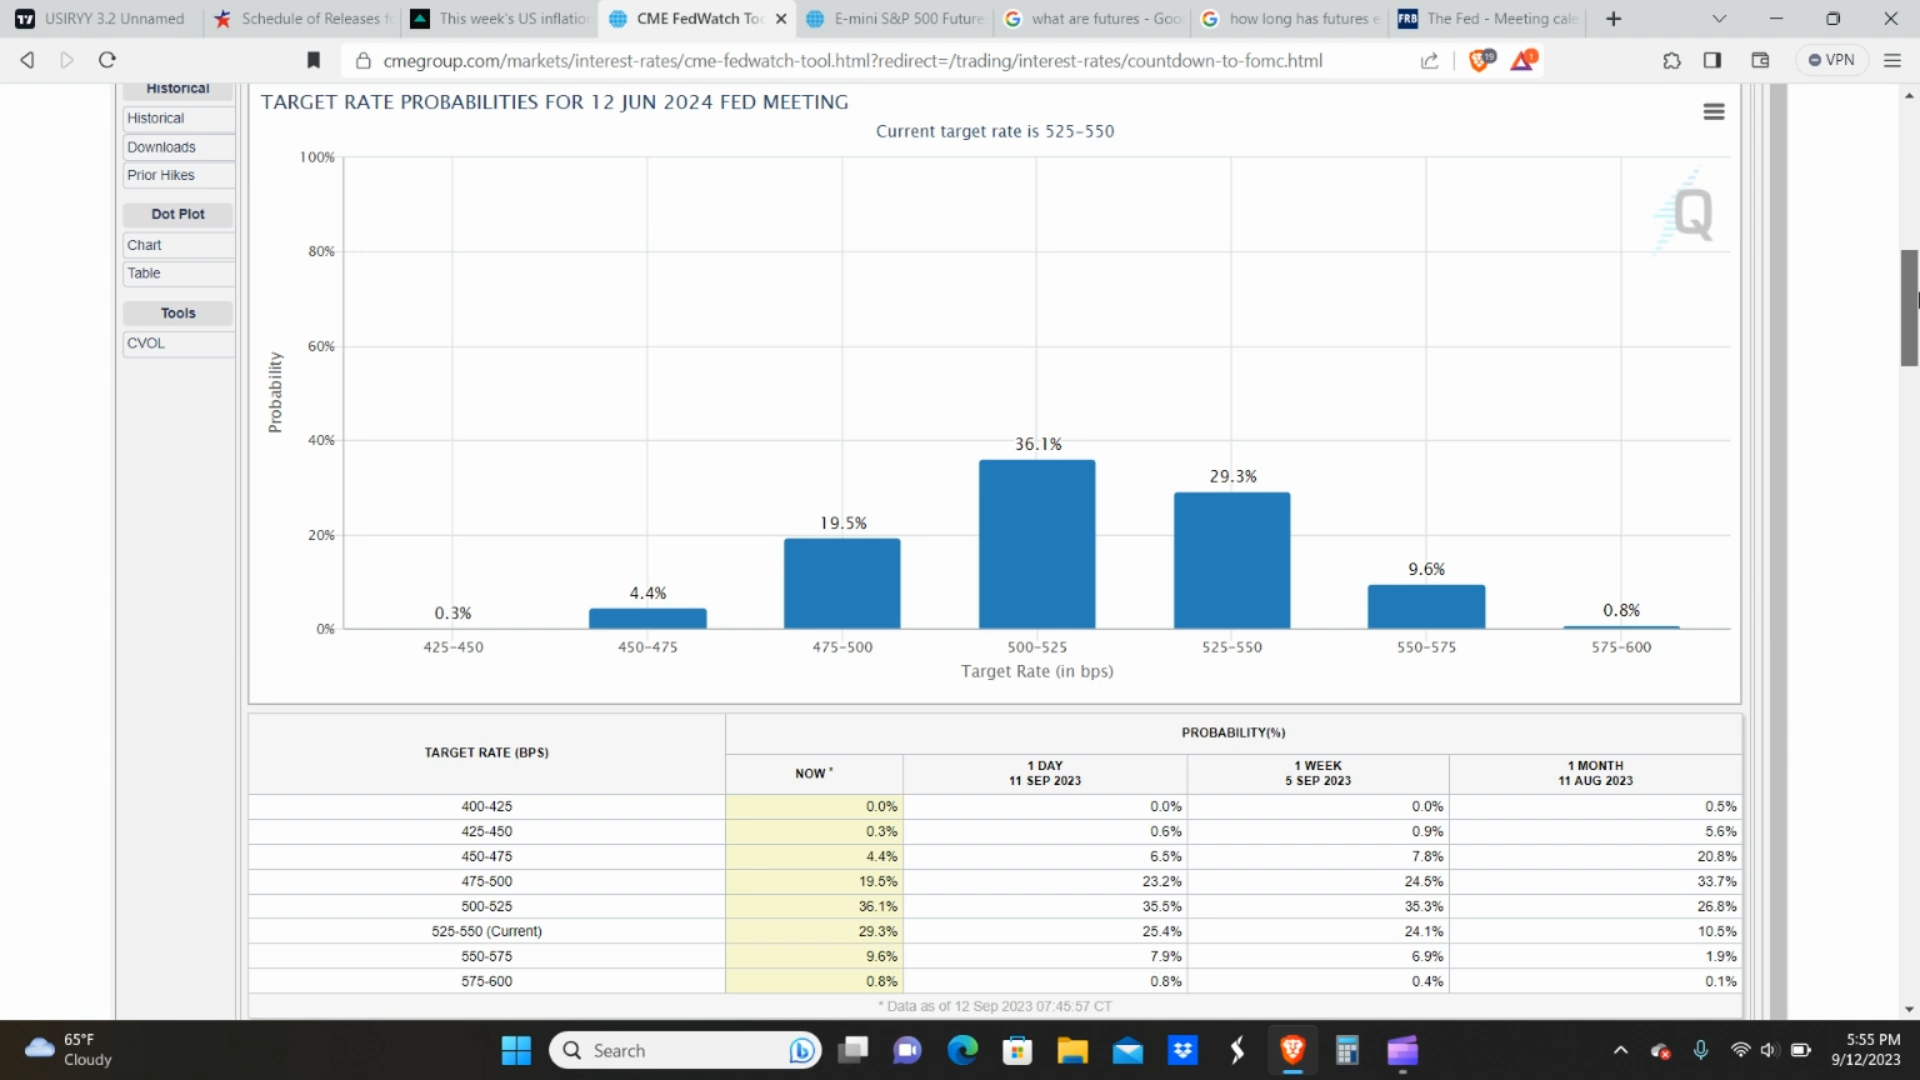 USIRYY 3.2 Unnamed
Schedule of Releases fo
This week's US inflation
CME FedWatch Too
E-mini S&P 500 Future
what are futures - Goo
how long has futures e
FRB
The Fed - Meeting cale
cmegroup.com/markets/interest-rates/cme-fedwatch-tool.html?redirect=/trading/interest-rates/countdown-to-fomc.html
19
1
VPN
Historical
Historical
Downloads
Prior Hikes
Dot Plot
Chart
Table
Tools
CVOL
TARGET RATE PROBABILITIES FOR 12 JUN 2024 FED MEETING
Current target rate is 525-550
Q
100%
80%
60%
40%
20%
0%
Probability
0.3%
4.4%
19.5%
36.1%
29.3%
9.6%
0.8%
425-450 450-475 475-500 500-525 525-550 550-575 575-600
Target Rate (in bps)
TARGET RATE (BPS)
PROBABILITY(%)
NOW *
1 DAY
11 SEP 2023
1 WEEK
5 SEP 2023
1 MONTH
11 AUG 2023
400-425 0.0% 0.0% 0.0% 0.5%
425-450 0.3% 0.6% 0.9% 5.6%
450-475 4.4% 6.5% 7.8% 20.8%
475-500 19.5% 23.2% 24.5% 33.7%
500-525 36.1% 35.5% 35.3% 26.8%
525-550 (Current) 29.3% 25.4% 24.1% 10.5%
550-575 9.6% 7.9% 6.9% 1.9%
575-600 0.8% 0.8% 0.4% 0.1%
* Data as of 12 Sep 2023 07:45:57 CT
65°F
Cloudy
Search
5:55 PM
9/12/2023